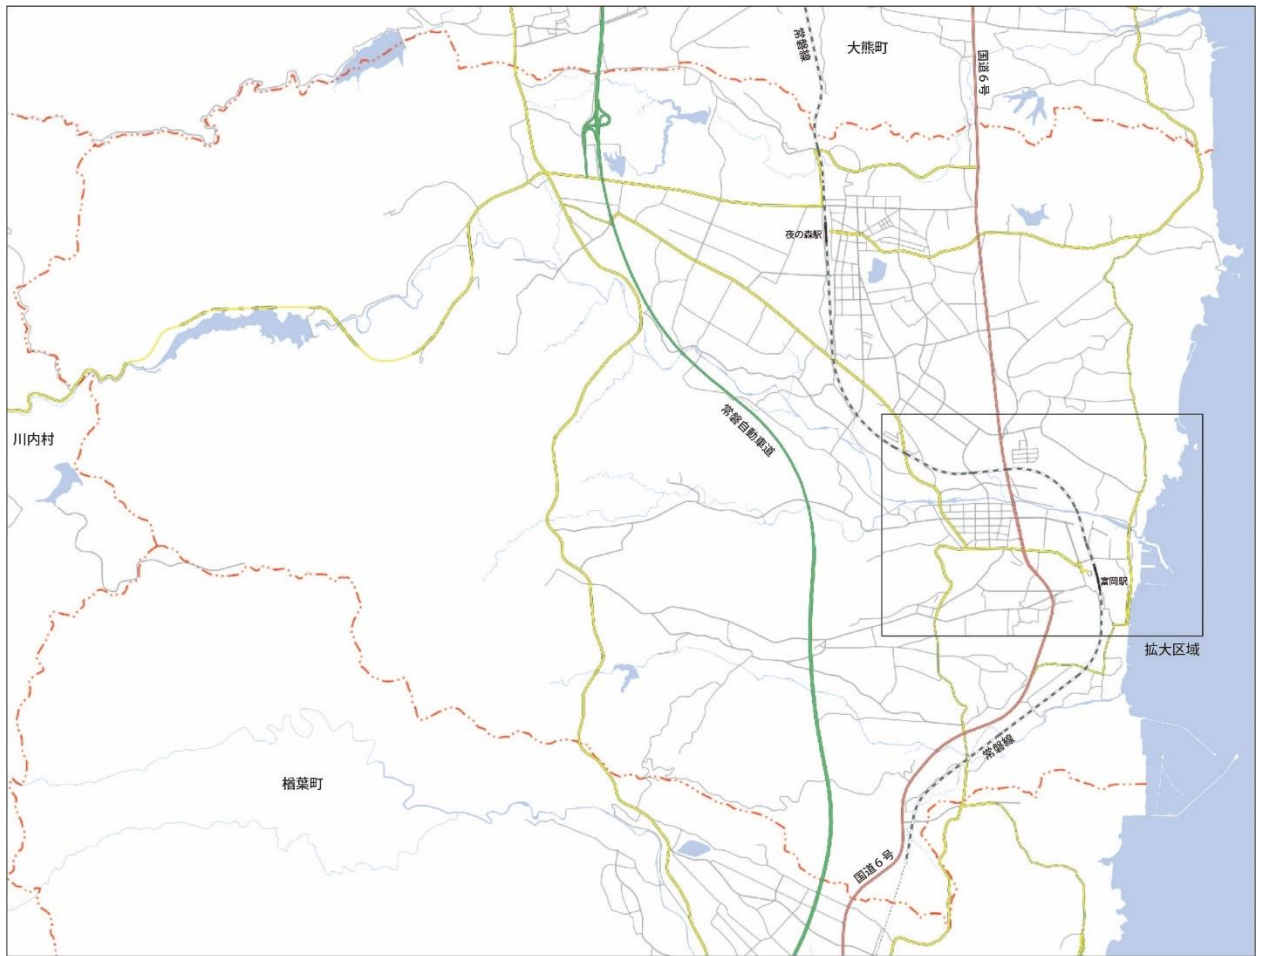 常磐線
大熊町
国道6号
夜の森駅
常磐自動車道
川内村
富岡駅
拡大区域
常磐線
楢葉町
国道6号